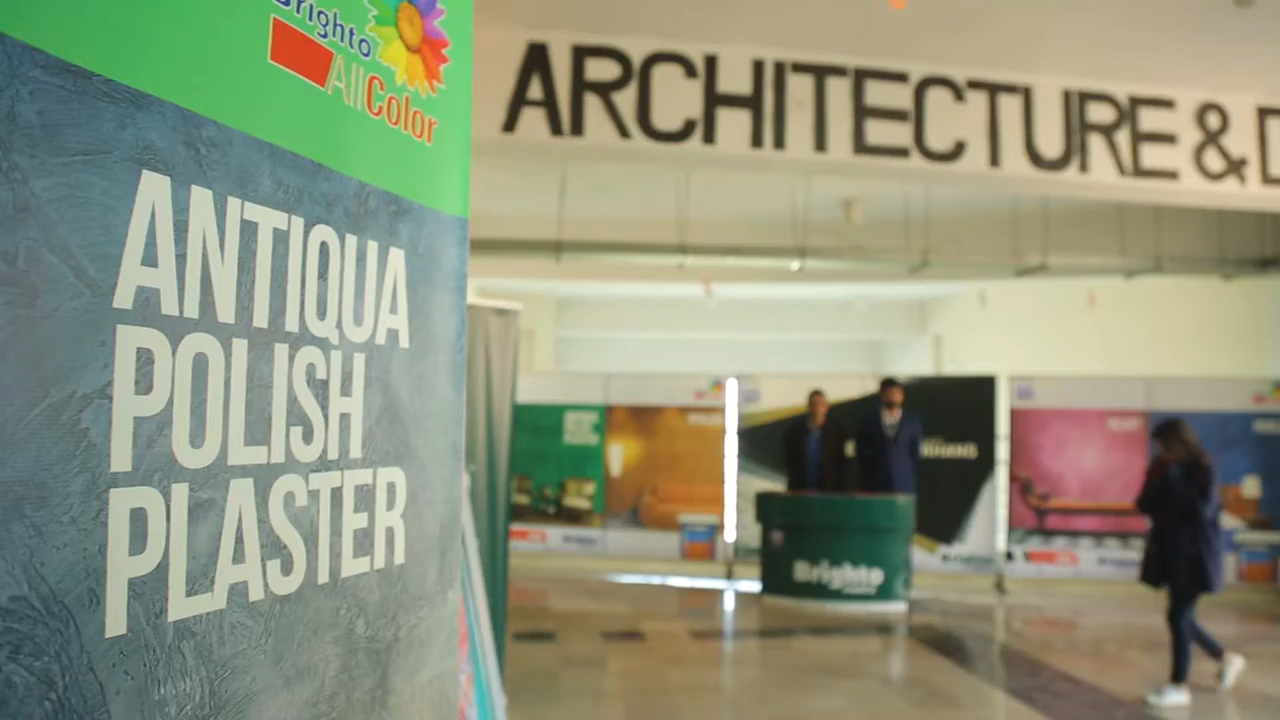 Brighto
AllColor
ANTIQUA
POLISH
PLASTER
ARCHITECTURE & D
Brighto